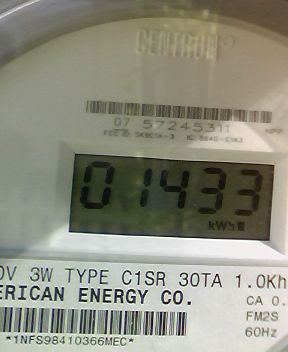 CENTRON®
07 57245311
01433
kWh
0V 3W TYPE C1SR 30TA 1.0Kh
ERICAN ENERGY CO.
CA 0.
FM2S
60Hz
*1NFS98410366MEC*